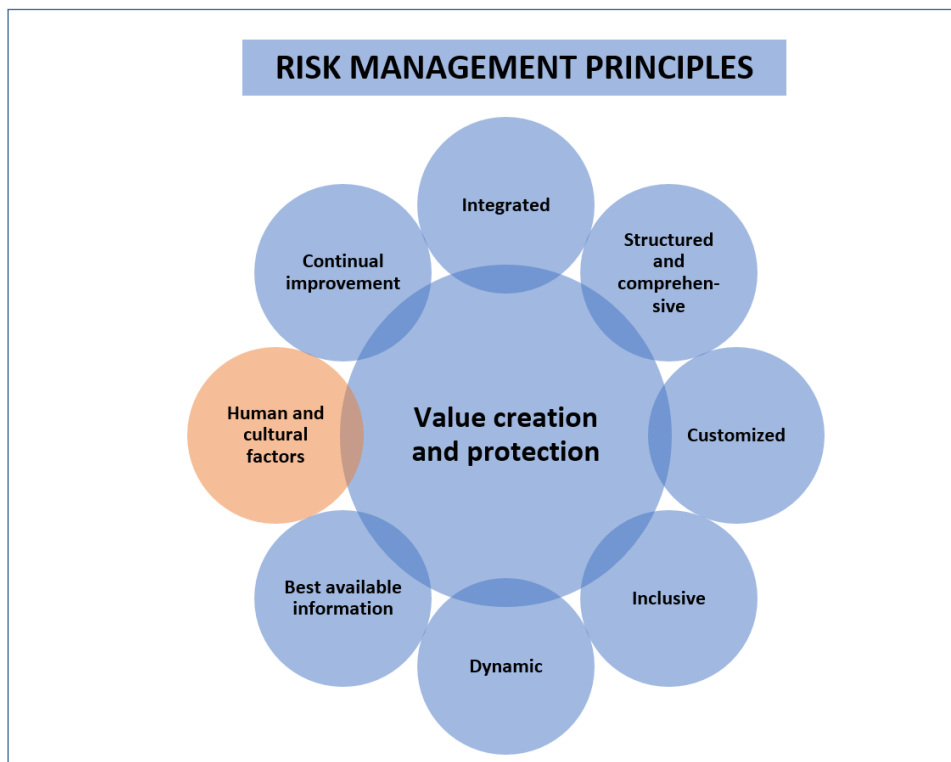 RISK MANAGEMENT PRINCIPLES
Integrated
Structured
and
comprehen-
sive
Customized
Inclusive
Dynamic
Best available
information
Human and
cultural
factors
Continual
improvement
Value creation
and protection